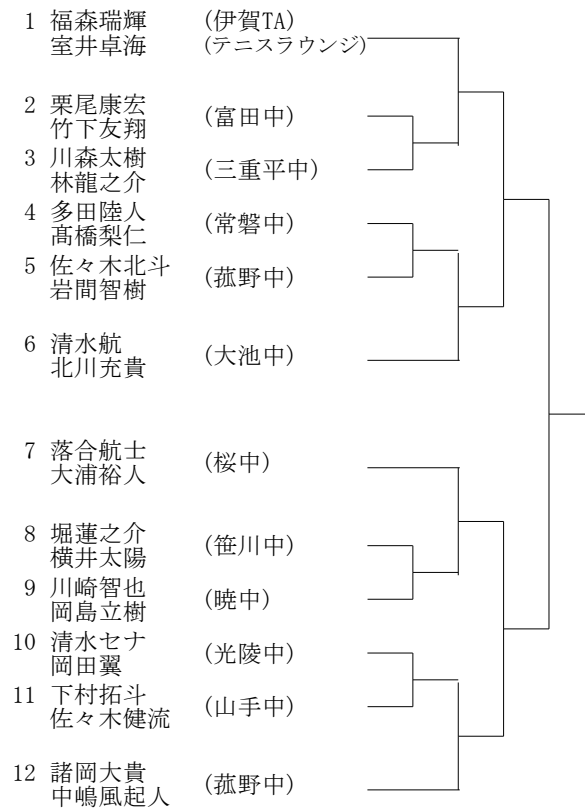 1 福森瑞輝 (伊賀TA)
室井卓海 (テニスラウンジ)
2 栗尾康宏 (富田中)
竹下友翔
3 川森太樹 (三重平中)
林龍之介
4 多田陸人 (常磐中)
髙橋梨仁
5 佐々木北斗 (菰野中)
岩間智樹
6 清水航 (大池中)
北川充貴
7 落合航士 (桜中)
大浦裕人
8 堀蓮之介 (笹川中)
横井太陽
9 川崎智也 (暁中)
岡島立樹
10 清水セナ (光陵中)
岡田翼
11 下村拓斗 (山手中)
佐々木健流
12 諸岡大貴 (菰野中)
中嶋風起人